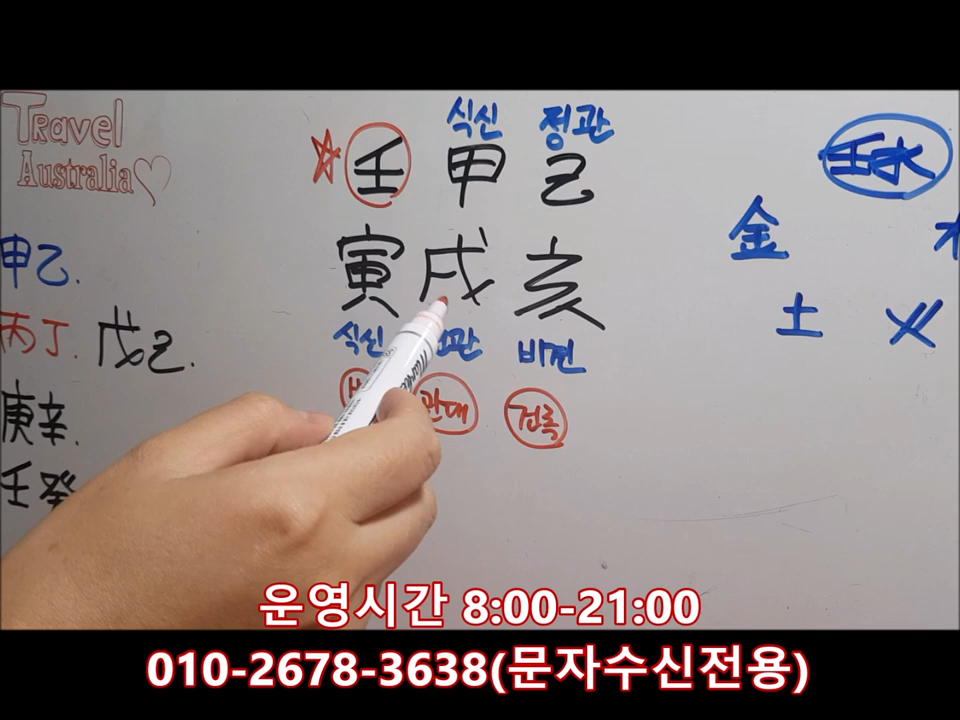 Travel
Australia
식신 정관
壬 甲 己
寅 戌 亥
식신 관 비견
관대 건록
壬水
金
土 火
甲乙.
丙丁. 戊己.
庚辛.
壬癸
운영시간 8:00-21:00
010-2678-3638(문자수신전용)